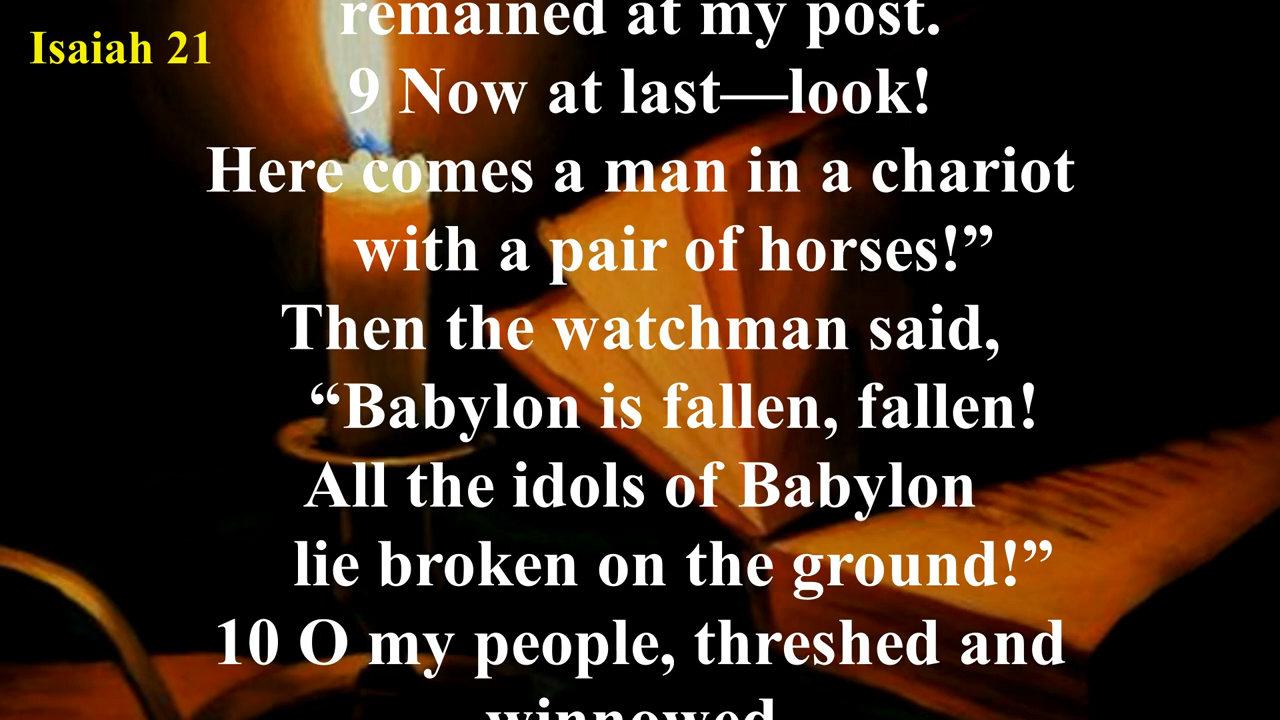 Isaiah 21
remained at my post.
9 Now at last—look!
Here comes a man in a chariot
with a pair of horses!”
Then the watchman said,
“Babylon is fallen, fallen!
All the idols of Babylon
lie broken on the ground!”
10 O my people, threshed and
winnowed